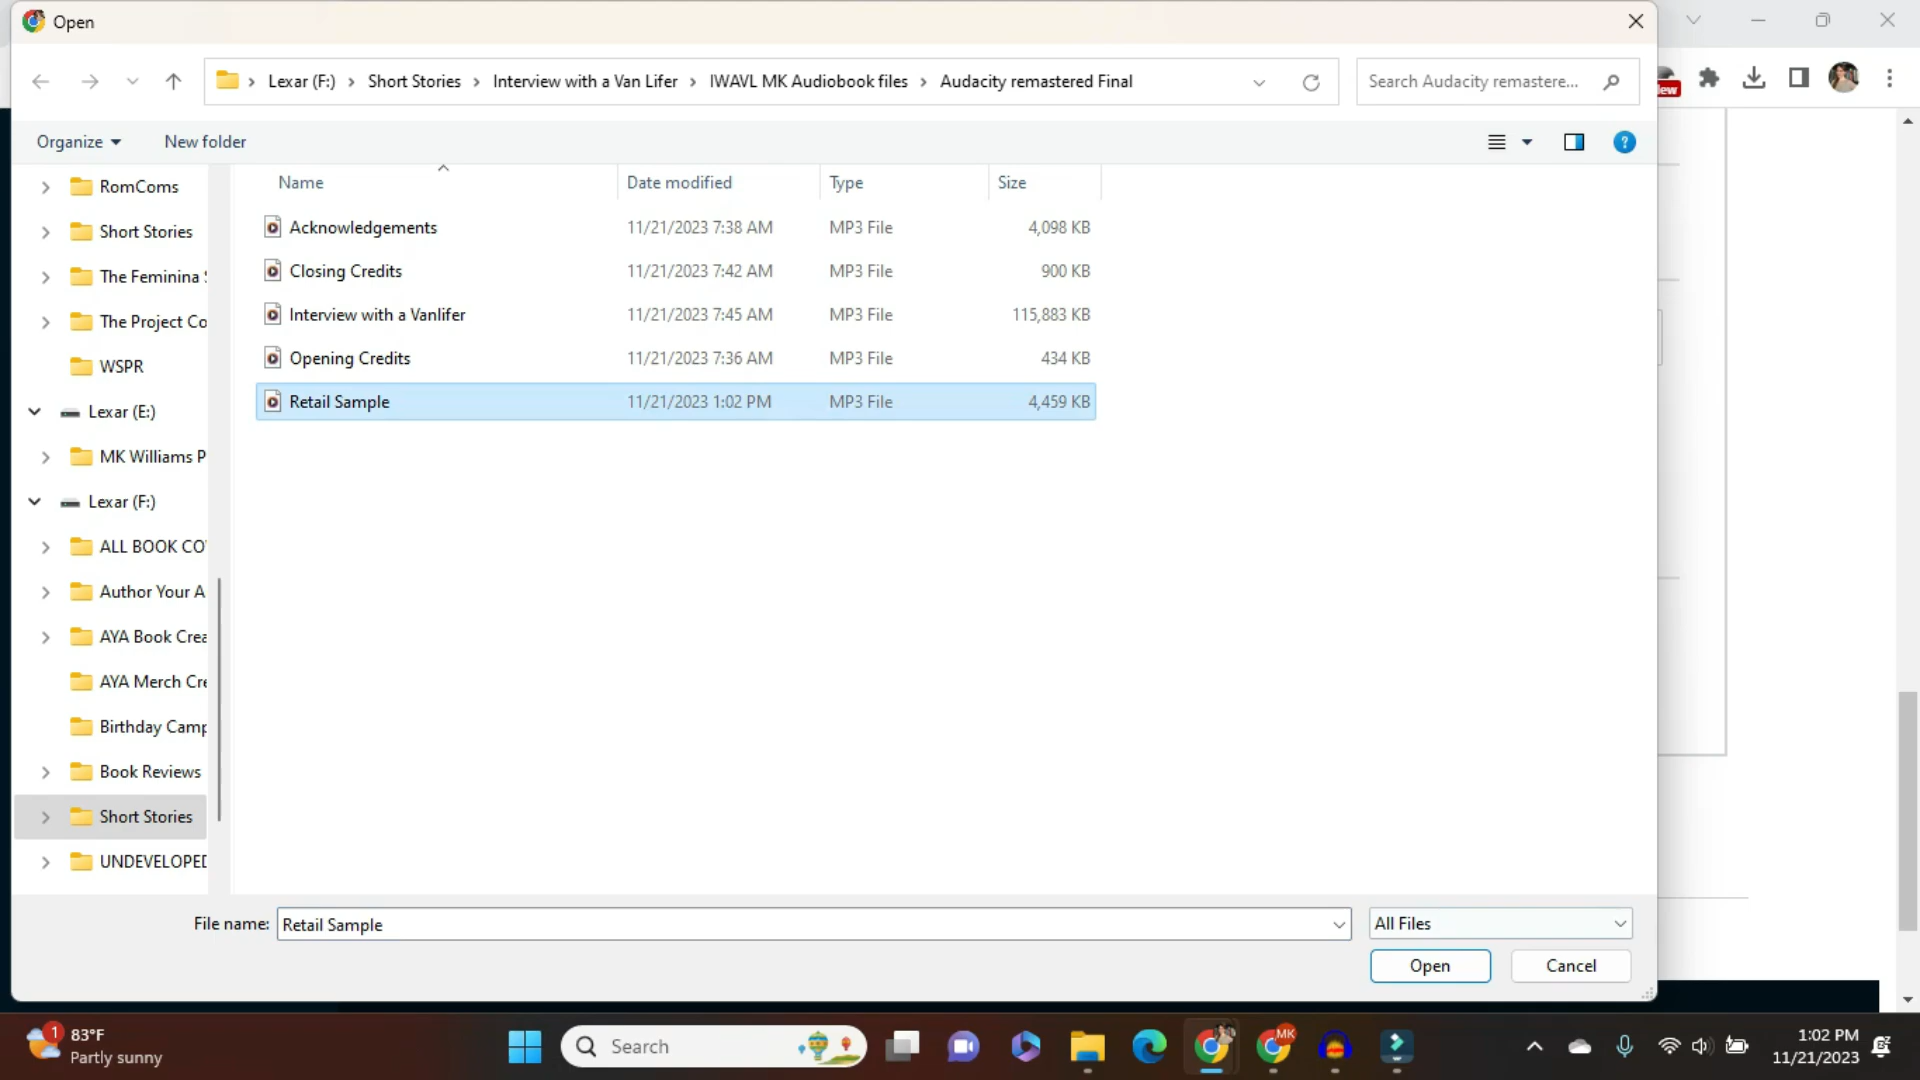 Open
Lexar (F:) > Short Stories > Interview with a Van Lifer > IWAVL MK Audiobook files > Audacity remastered Final
Search Audacity remastere...
ew
Organize
New folder
?
Name Date modified Type Size
Acknowledgements 11/21/2023 7:38 AM MP3 File 4,098 KB
Closing Credits 11/21/2023 7:42 AM MP3 File 900 KB
Interview with a Vanlifer 11/21/2023 7:45 AM MP3 File 115,883 KB
Opening Credits 11/21/2023 7:36 AM MP3 File 434 KB
Retail Sample 11/21/2023 1:02 PM MP3 File 4,459 KB
RomComs
Short Stories
The Feminina
The Project Co
WSPR
Lexar (E:)
MK Williams P
Lexar (F:)
ALL BOOK CO
Author Your A
AYA Book Crea
AYA Merch Cre
Birthday Camp
Book Reviews
Short Stories
UNDEVELOPED
File name: Retail Sample
All Files
Open
Cancel
1
83°F
Partly sunny
Search
MK
1:02 PM
11/21/2023